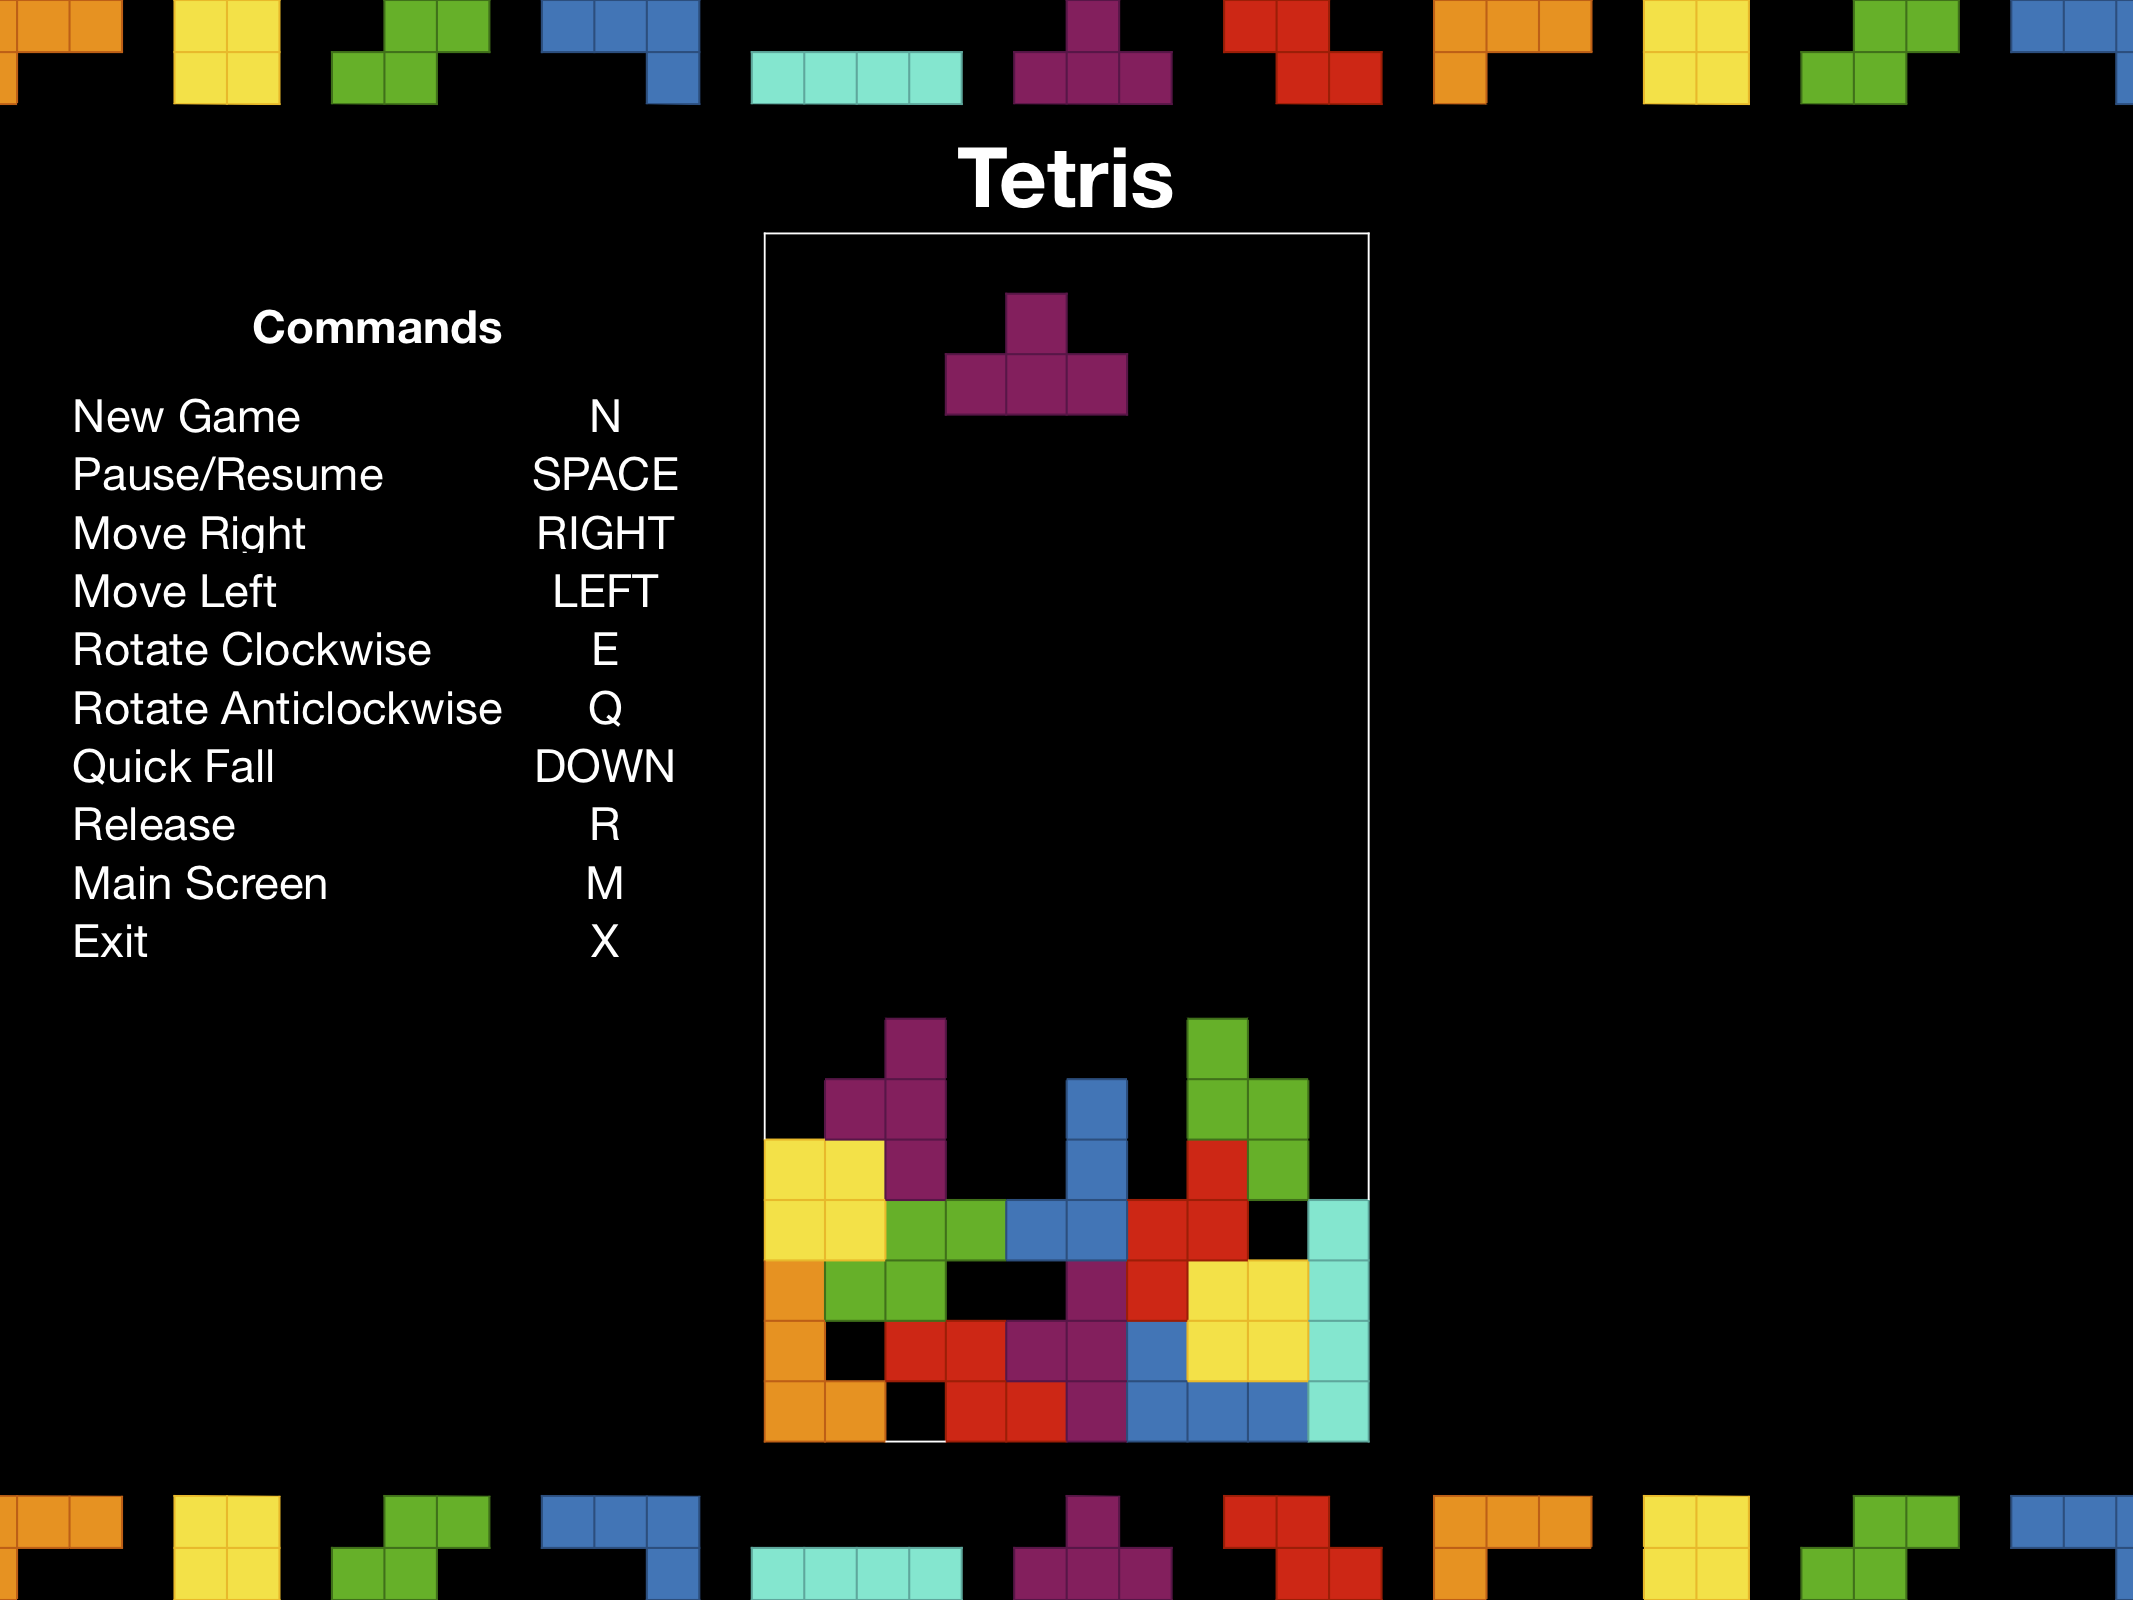 Tetris
Commands
New Game N
Pause/Resume SPACE
Move Right RIGHT
Move Left LEFT
Rotate Clockwise E
Rotate Anticlockwise Q
Quick Fall DOWN
Release R
Main Screen M
Exit X